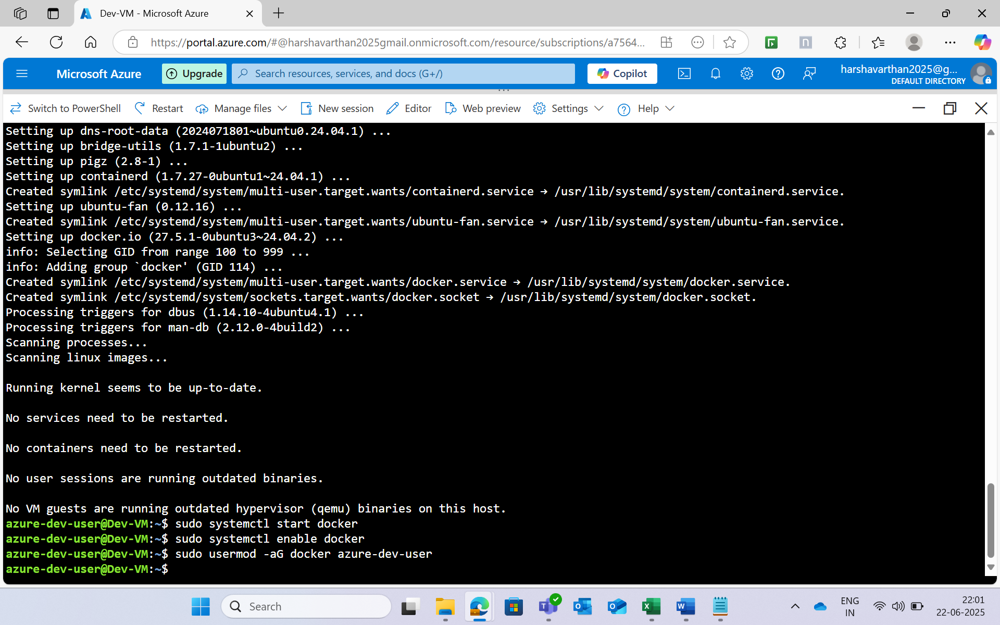 Dev-VM - Microsoft Azure
https://portal.azure.com/#@harshavarthan2025gmail.onmicrosoft.com/resource/subscriptions/a7564...
Microsoft Azure
Upgrade
Search resources, services, and docs (G+/)
Copilot
harshavarthan2025@g...
DEFAULT DIRECTORY
Switch to PowerShell
Restart
Manage files
New session
Editor
Web preview
Settings
Help
Setting up dns-root-data (2024071801~ubuntu0.24.04.1) ...
Setting up bridge-utils (1.7.1-1ubuntu2) ...
Setting up pigz (2.8-1) ...
Setting up containerd (1.7.27-0ubuntu1~24.04.1) ...
Created symlink /etc/systemd/system/multi-user.target.wants/containerd.service → /usr/lib/systemd/system/containerd.service.
Setting up ubuntu-fan (0.12.16) ...
Created symlink /etc/systemd/system/multi-user.target.wants/ubuntu-fan.service → /usr/lib/systemd/system/ubuntu-fan.service.
Setting up docker.io (27.5.1-0ubuntu3~24.04.2) ...
info: Selecting GID from range 100 to 999 ...
info: Adding group `docker' (GID 114) ...
Created symlink /etc/systemd/system/multi-user.target.wants/docker.service → /usr/lib/systemd/system/docker.service.
Created symlink /etc/systemd/system/sockets.target.wants/docker.socket → /usr/lib/systemd/system/docker.socket.
Processing triggers for dbus (1.14.10-4ubuntu4.1) ...
Processing triggers for man-db (2.12.0-4build2) ...
Scanning processes...
Scanning linux images...
Running kernel seems to be up-to-date.
No services need to be restarted.
No containers need to be restarted.
No user sessions are running outdated binaries.
No VM guests are running outdated hypervisor (qemu) binaries on this host.
azure-dev-user@Dev-VM:~$ sudo systemctl start docker
azure-dev-user@Dev-VM:~$ sudo systemctl enable docker
azure-dev-user@Dev-VM:~$ sudo usermod -aG docker azure-dev-user
azure-dev-user@Dev-VM:~$
Search
ENG
IN
22:01
22-06-2025